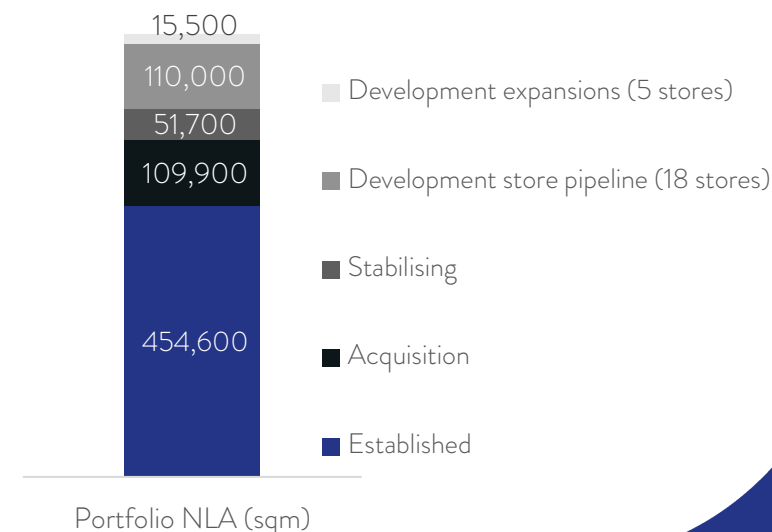 15,500
110,000
51,700
109,900
454,600
Development expansions (5 stores)
Development store pipeline (18 stores)
Stabilising
Acquisition
Established
Portfolio NLA (sqm)